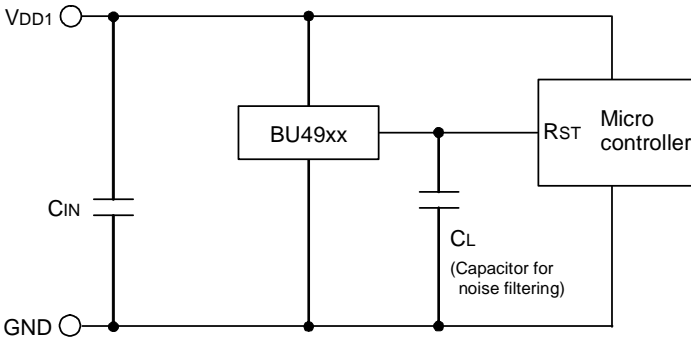 VDD1
BU49xx
RST
Micro
controller
CIN
CL
(Capacitor for
noise filtering)
GND